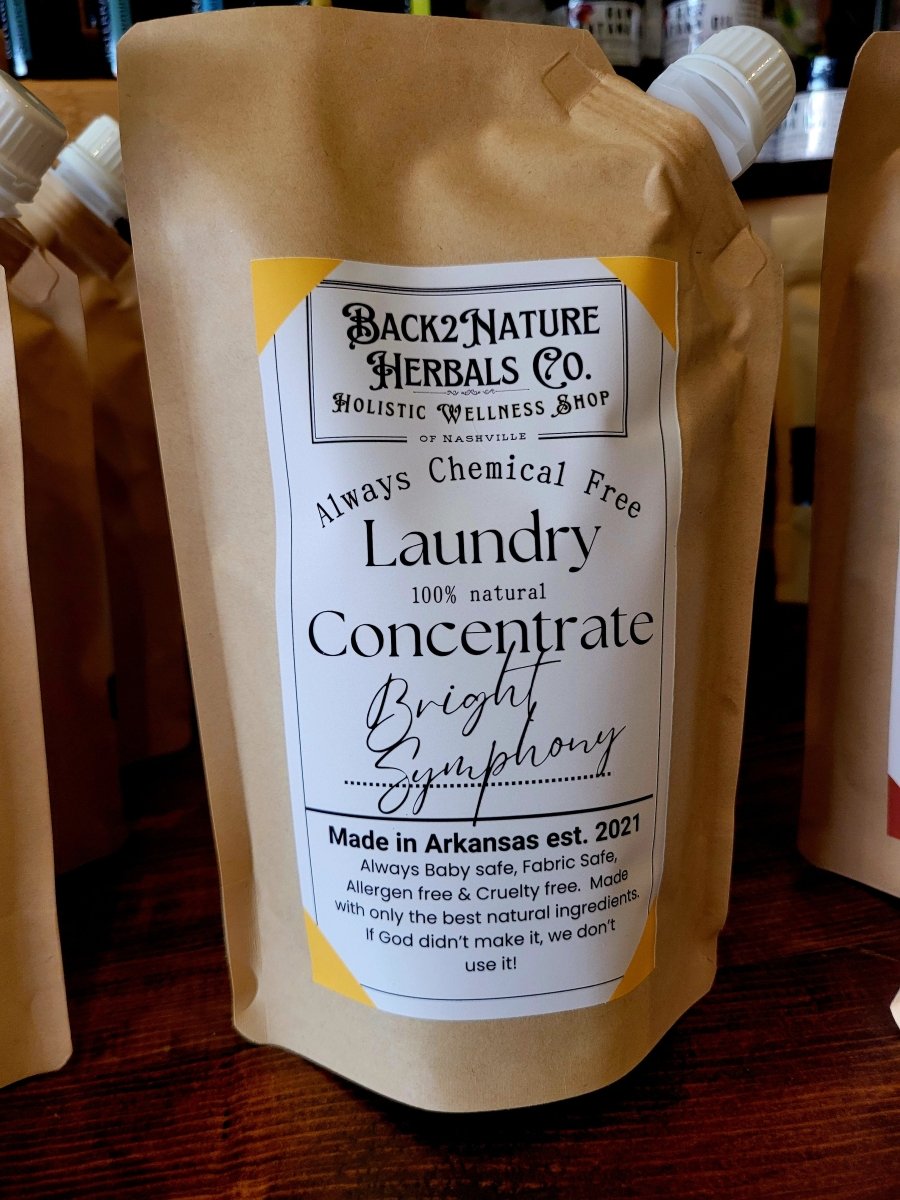 Back2Nature
Herbals Co.
Holistic Wellness Shop
of Nashville
Always Chemical Free
Laundry
100% natural
Concentrate
Bright
Symphony
Made in Arkansas est. 2021
Always Baby safe, Fabric Safe,
Allergen free & Cruelty free. Made
with only the best natural ingredients.
If God didn't make it, we don't
use it!